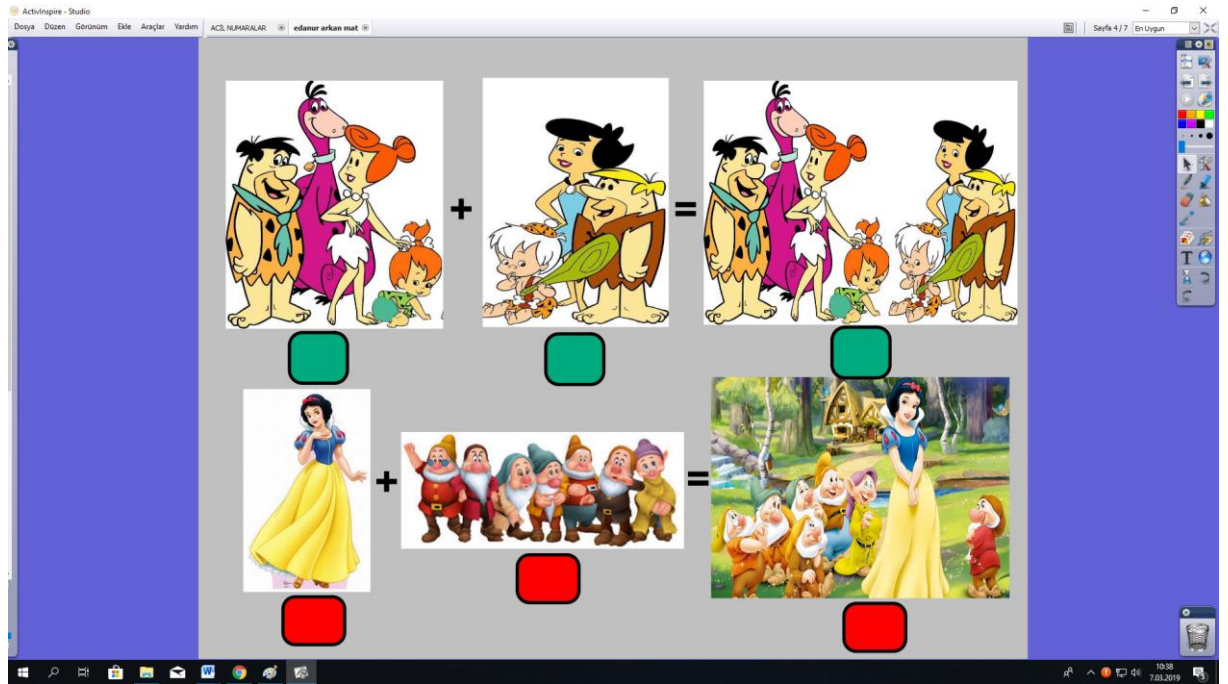 ActivInspire - Studio
Dosya Düzen Görünüm Ekle Araçlar Yardım ACİL NUMARALAR edanur arkan mat Sayfa 4 / 7 En Uygun
+ =
+ =
10:38
7.03.2019